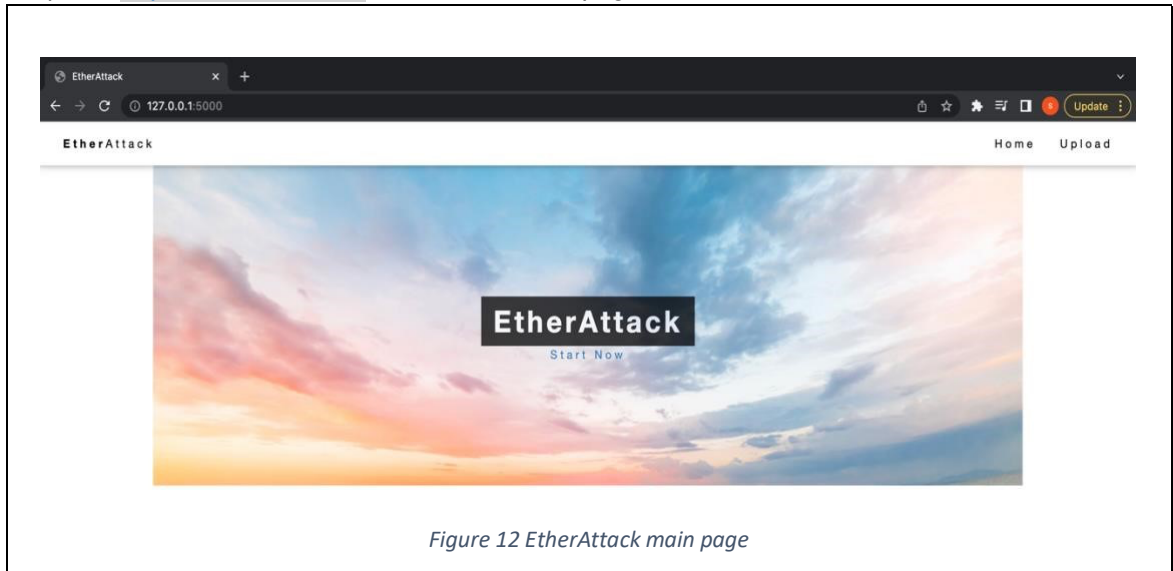 EtherAttack
127.0.0.1:5000
Update
EtherAttack
Home Upload
EtherAttack
Start Now
Figure 12 EtherAttack main page